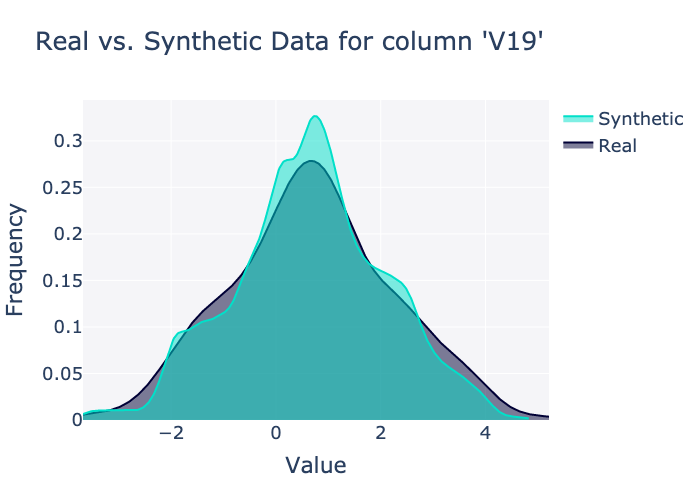 Real vs. Synthetic Data for column 'V19'
Synthetic
Real
0.3
0.25
0.2
0.15
0.1
0.05
0
−2
0
2
4
Frequency
Value